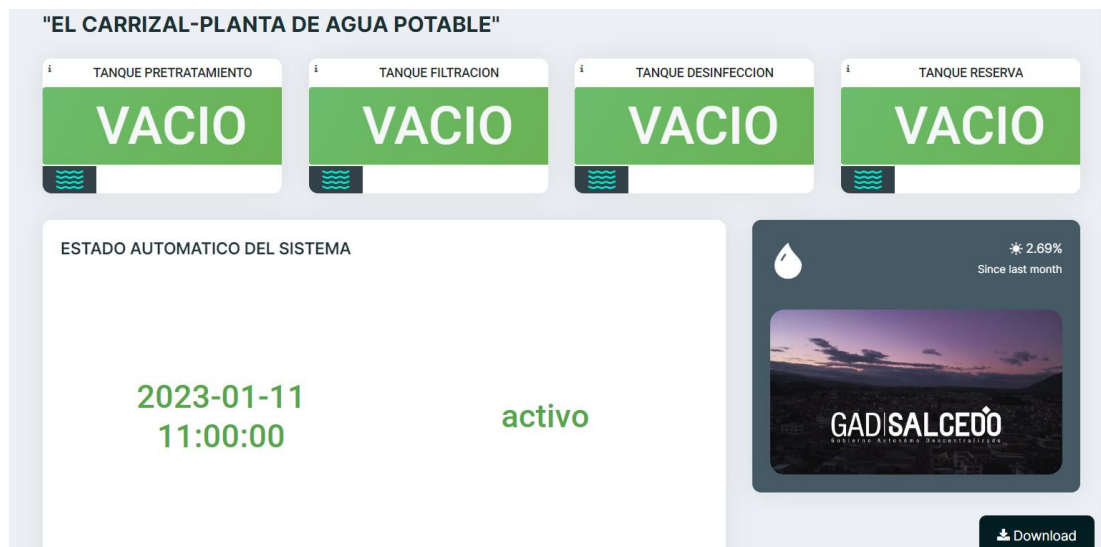 "EL CARRIZAL-PLANTA DE AGUA POTABLE"
i TANQUE PRETRATAMIENTO
VACIO
i TANQUE FILTRACION
VACIO
i TANQUE DESINFECCION
VACIO
i TANQUE RESERVA
VACIO
ESTADO AUTOMATICO DEL SISTEMA
2023-01-11
11:00:00
activo
2.69%
Since last month
GAD SALCEDO
Gobierno Autonómo Descentralizado
Download